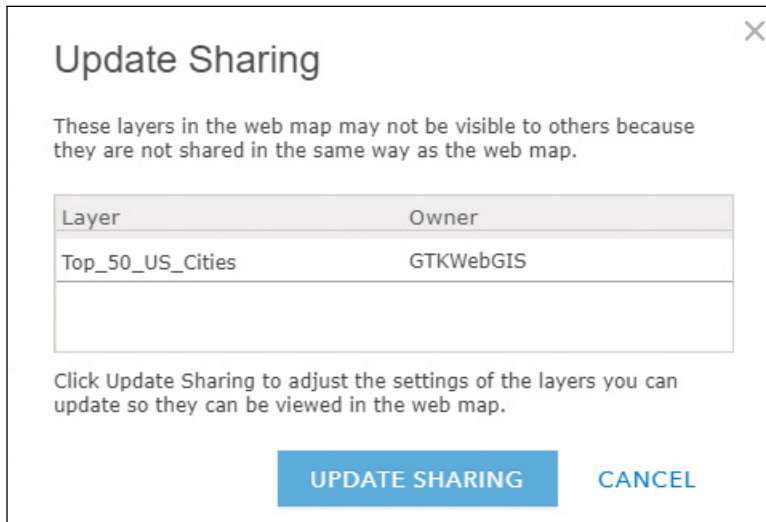 Update Sharing
These layers in the web map may not be visible to others because
they are not shared in the same way as the web map.
Layer Owner
Top_50_US_Cities GTKWebGIS
Click Update Sharing to adjust the settings of the layers you can
update so they can be viewed in the web map.
UPDATE SHARING CANCEL